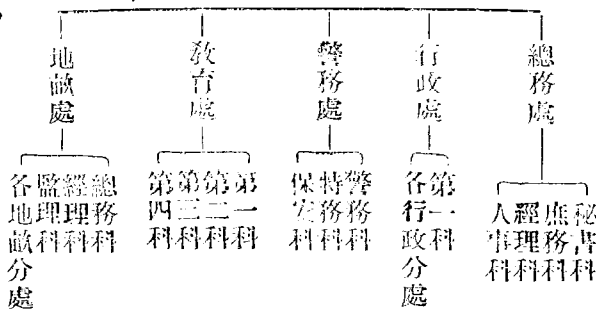 總務處
秘書科
庶務科
經理科
人事科
行政處
第一科
各行政分處
警務處
警務科
特務科
保安科
教育處
第一科
第二科
第三科
第四科
地畝處
總務科
經理科
監理科
各地畝分處